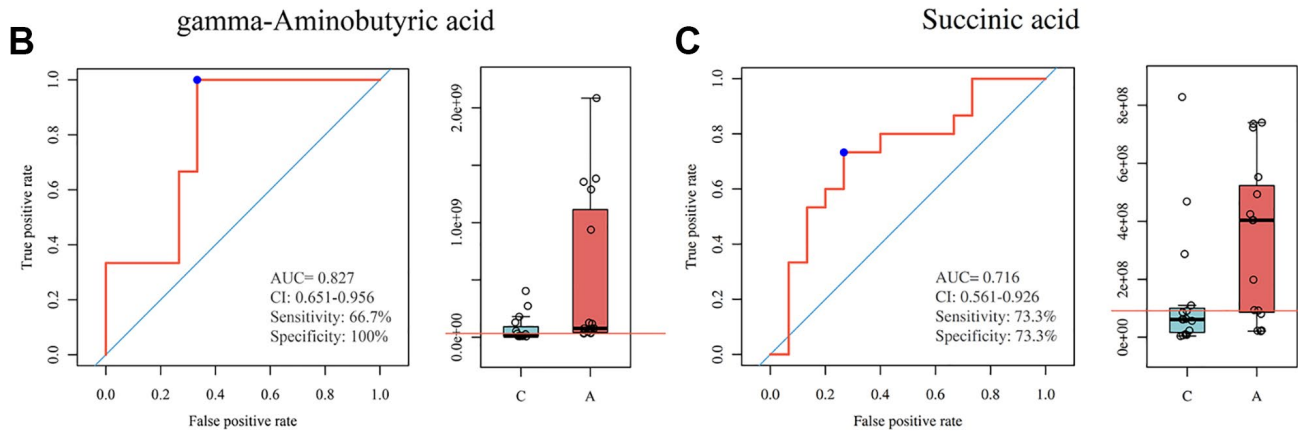 B
gamma-Aminobutyric acid
True positive rate
1.0
0.8
0.6
0.4
0.2
0.0
AUC= 0.827
CI: 0.651-0.956
Sensitivity: 66.7%
Specificity: 100%
0.0 0.2 0.4 0.6 0.8 1.0
False positive rate
2.0e+09
1.0e+09
0.0e+00
C A
C
Succinic acid
True positive rate
1.0
0.8
0.6
0.4
0.2
0.0
AUC= 0.716
CI: 0.561-0.926
Sensitivity: 73.3%
Specificity: 73.3%
0.0 0.2 0.4 0.6 0.8 1.0
False positive rate
8e+08
6e+08
4e+08
2e+08
0e+00
C A